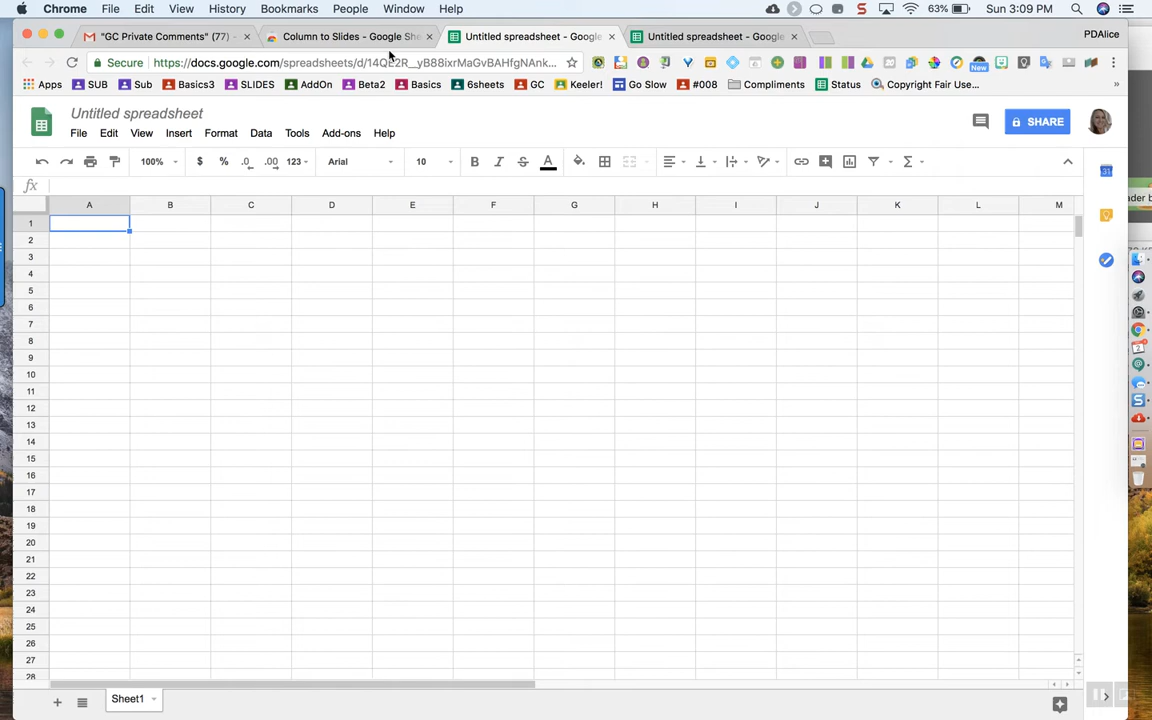 Chrome File Edit View History Bookmarks People Window Help 63% Sun 3:09 PM
"GC Private Comments" (77) - Column to Slides - Google She Untitled spreadsheet - Google Untitled spreadsheet - Google PDAlice
Secure https://docs.google.com/spreadsheets/d/
New
Apps SUB Sub Basics3 SLIDES AddOn Beta2 Basics 6sheets GC Keeler! Go Slow #008 Compliments Status Copyright Fair Use... »
Untitled spreadsheet
File Edit View Insert Format Data Tools Add-ons Help
SHARE
100% $ % .0 .00 123 Arial 10 B I S A Σ
fx
A B C D E F G H I J K L M
1
2
3
4
5
6
7
8
9
10
11
12
13
14
15
16
17
18
19
20
21
22
23
24
25
26
27
28
Sheet1
31